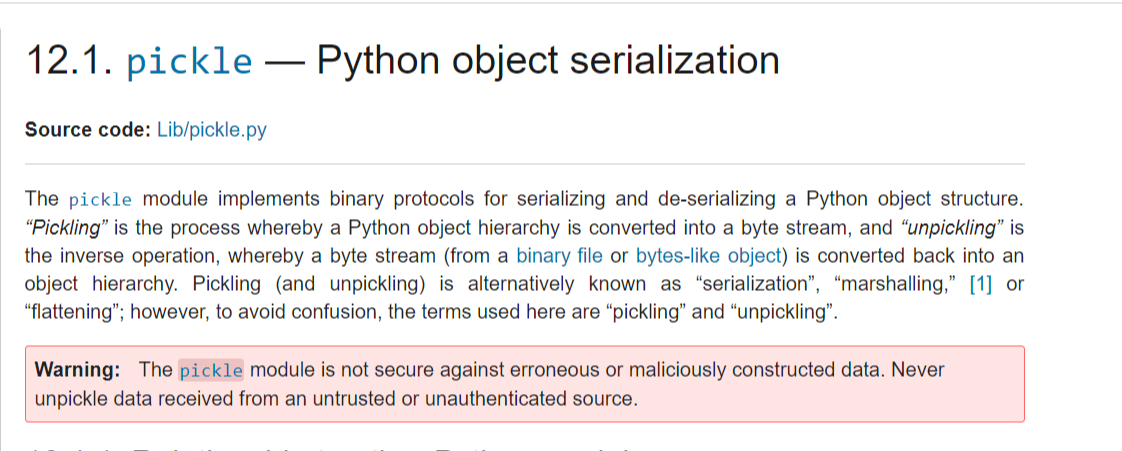 12.1. pickle — Python object serialization
Source code: Lib/pickle.py
The pickle module implements binary protocols for serializing and de-serializing a Python object structure.
“Pickling” is the process whereby a Python object hierarchy is converted into a byte stream, and “unpickling” is
the inverse operation, whereby a byte stream (from a binary file or bytes-like object) is converted back into an
object hierarchy. Pickling (and unpickling) is alternatively known as “serialization”, “marshalling,” [1] or
“flattening”; however, to avoid confusion, the terms used here are “pickling” and “unpickling”.
Warning: The pickle module is not secure against erroneous or maliciously constructed data. Never
unpickle data received from an untrusted or unauthenticated source.